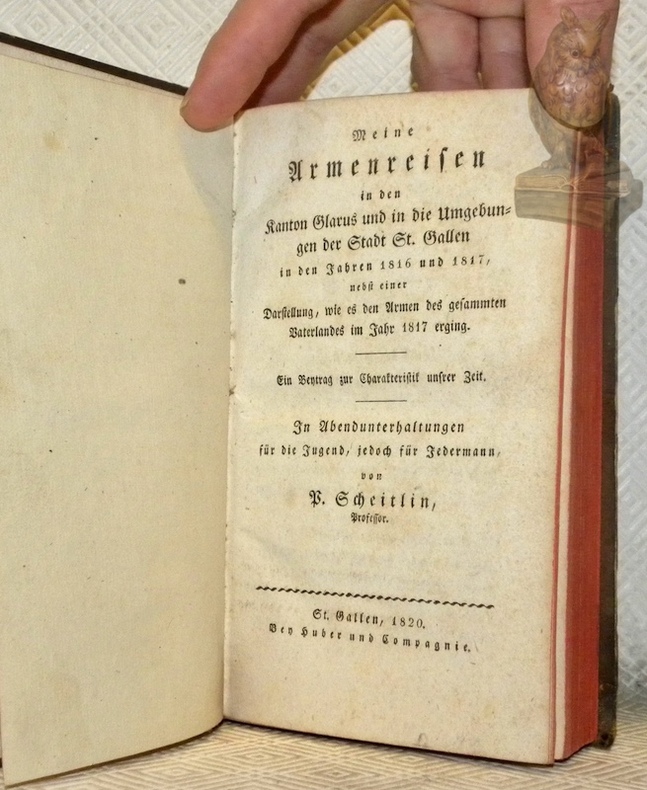 Meine
Armenreisen
in den
Kanton Glarus und in die Umgebun-
gen der Stadt St. Gallen
in den Jahren 1816 und 1817,
nebst einer
Darstellung, wie es den Armen des gesammten
Vaterlandes im Jahr 1817 erging.
Ein Beytrag zur Charakteristik unsrer Zeit.
In Abendunterhaltungen
für die Jugend, jedoch für Jedermann,
von
P. Scheitlin,
Professor.
St. Gallen, 1820.
Bey Huber und Compagnie.